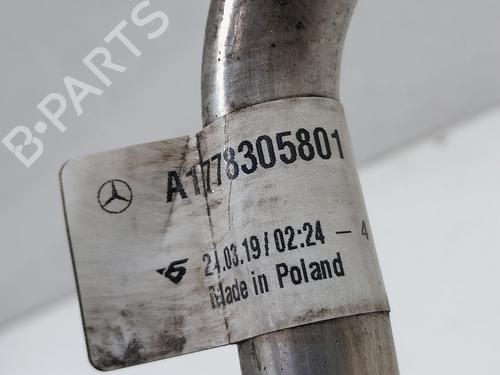 B-PARTS
A1778305801
24.03.19/02:24 - 4
Made in Poland